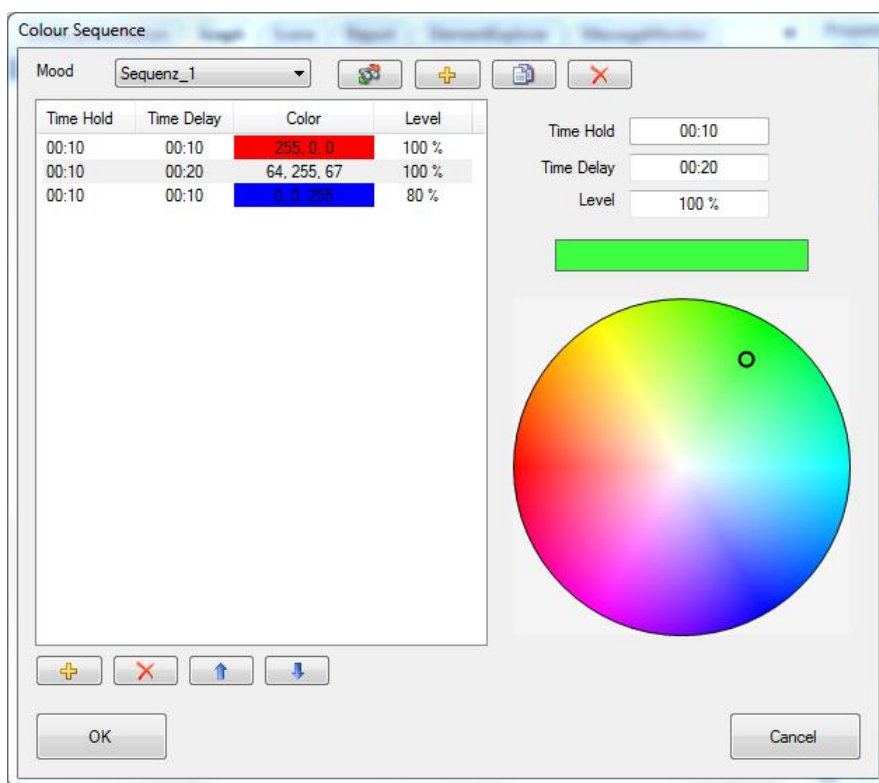 Colour Sequence
Mood Sequenz_1
Time Hold Time Delay Color Level
00:10 00:10 255, 0, 0 100 %
00:10 00:20 64, 255, 67 100 %
00:10 00:10 0, 0, 255 80 %
Time Hold 00:10
Time Delay 00:20
Level 100 %
OK
Cancel